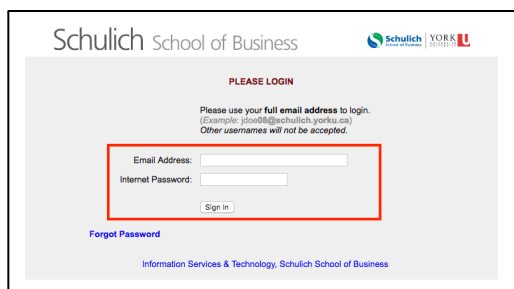 Schulich School of Business
Schulich School of Business YORK U
PLEASE LOGIN
Please use your full email address to login.
(Example: jdoe08@schulich.yorku.ca)
Other usernames will not be accepted.
Email Address:
Internet Password:
Sign In
Forgot Password
Information Services & Technology, Schulich School of Business